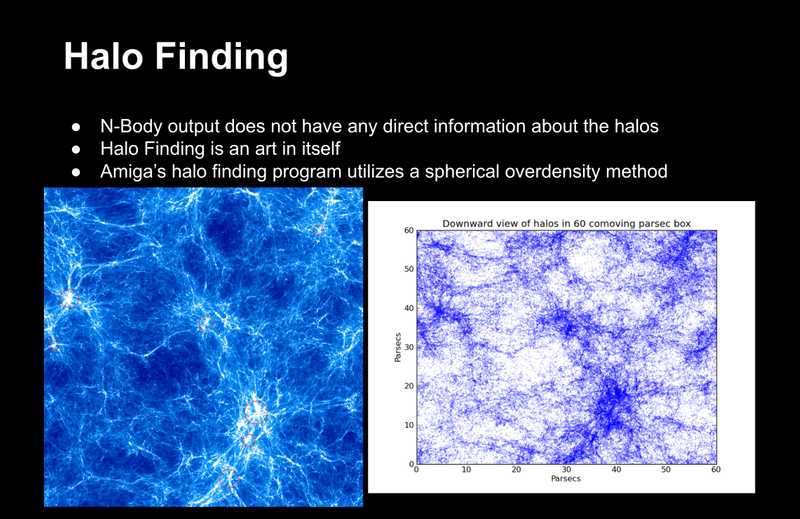 Halo Finding
● N-Body output does not have any direct information about the halos
● Halo Finding is an art in itself
● Amiga's halo finding program utilizes a spherical overdensity method
Downward view of halos in 60 comoving parsec box
60
50
40
30
20
10
0
Parsecs
0 10 20 30 40 50 60
Parsecs